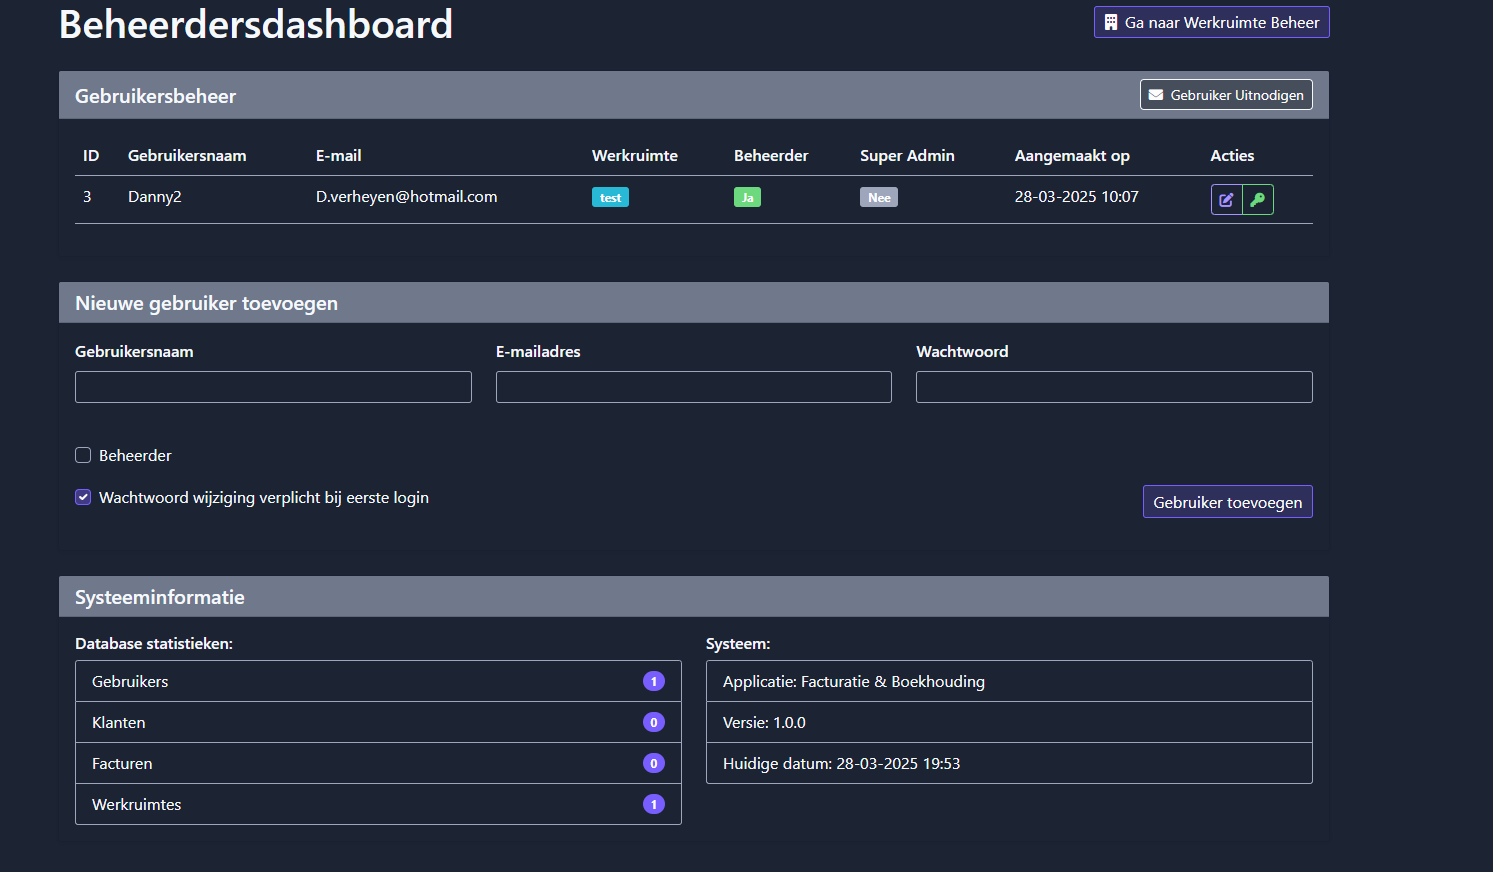 Beheerdersdashboard
Ga naar Werkruimte Beheer
Gebruikersbeheer
Gebruiker Uitnodigen
ID Gebruikersnaam E-mail Werkruimte Beheerder Super Admin Aangemaakt op Acties
3 Danny2 D.verheyen@hotmail.com test Ja Nee 28-03-2025 10:07
Nieuwe gebruiker toevoegen
Gebruikersnaam E-mailadres Wachtwoord
Beheerder
Wachtwoord wijziging verplicht bij eerste login
Gebruiker toevoegen
Systeeminformatie
Database statistieken:
Gebruikers 1
Klanten 0
Facturen 0
Werkruimtes 1
Systeem:
Applicatie: Facturatie & Boekhouding
Versie: 1.0.0
Huidige datum: 28-03-2025 19:53